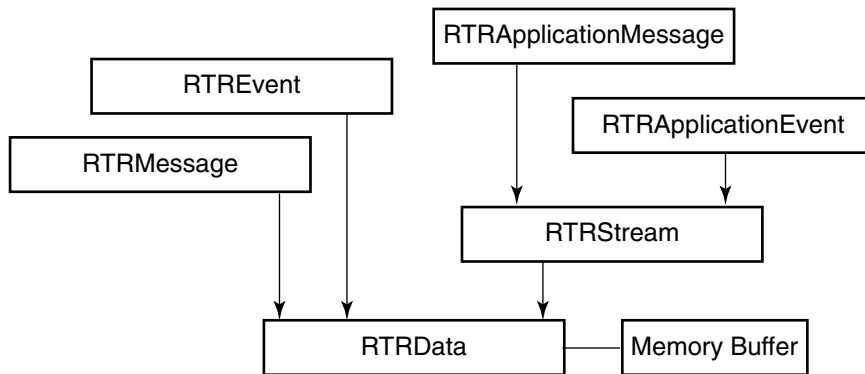 RTRApplicationMessage
RTREvent
RTRApplicationEvent
RTRMessage
RTRStream
RTRData
Memory Buffer